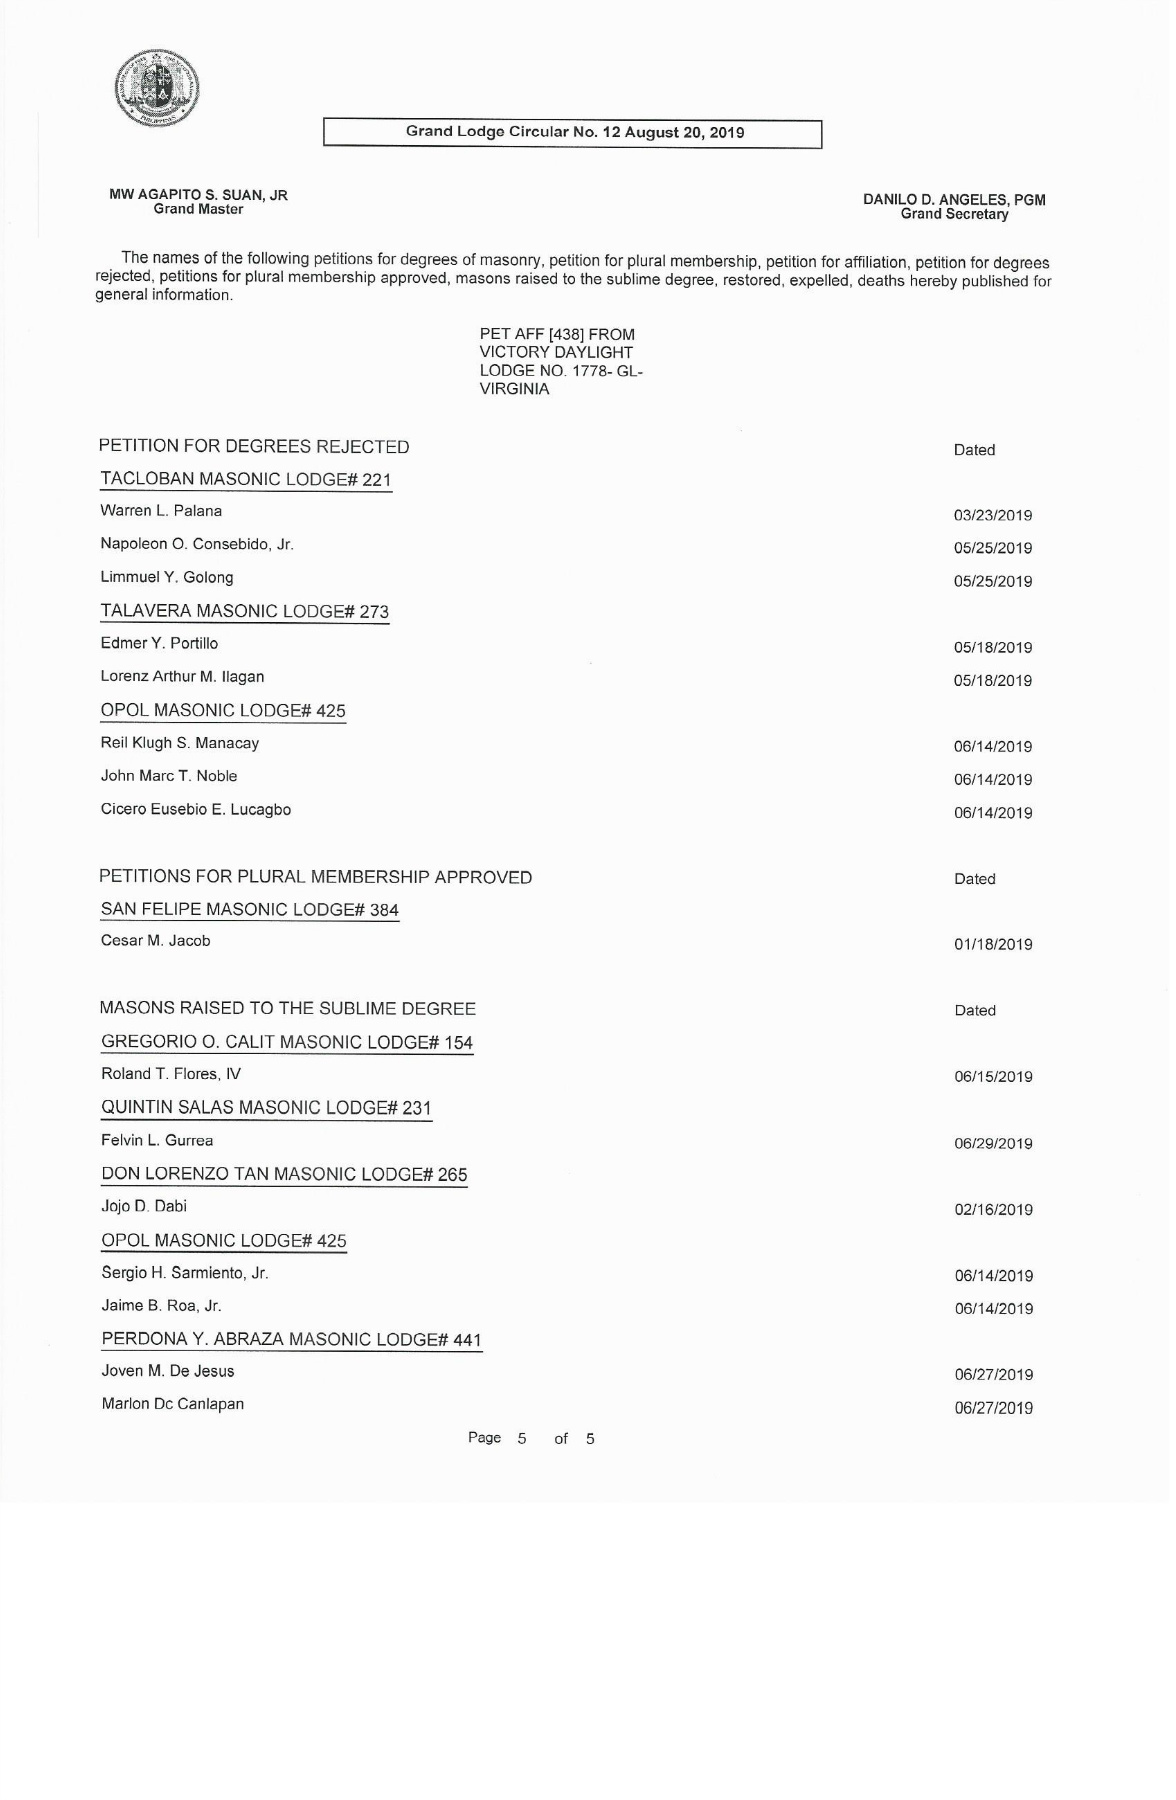 PHILIPPINES
Grand Lodge Circular No. 12 August 20, 2019
MW AGAPITO S. SUAN, JR
Grand Master
DANILO D. ANGELES, PGM
Grand Secretary
The names of the following petitions for degrees of masonry, petition for plural membership, petition for affiliation, petition for degrees
rejected, petitions for plural membership approved, masons raised to the sublime degree, restored, expelled, deaths hereby published for
general information.
PET AFF [438] FROM
VICTORY DAYLIGHT
LODGE NO. 1778- GL-
VIRGINIA
PETITION FOR DEGREES REJECTED Dated
TACLOBAN MASONIC LODGE# 221
Warren L. Palana 03/23/2019
Napoleon O. Consebido, Jr. 05/25/2019
Limmuel Y. Golong 05/25/2019
TALAVERA MASONIC LODGE# 273
Edmer Y. Portillo 05/18/2019
Lorenz Arthur M. Ilagan 05/18/2019
OPOL MASONIC LODGE# 425
Reil Klugh S. Manacay 06/14/2019
John Marc T. Noble 06/14/2019
Cicero Eusebio E. Lucagbo 06/14/2019
PETITIONS FOR PLURAL MEMBERSHIP APPROVED Dated
SAN FELIPE MASONIC LODGE# 384
Cesar M. Jacob 01/18/2019
MASONS RAISED TO THE SUBLIME DEGREE Dated
GREGORIO O. CALIT MASONIC LODGE# 154
Roland T. Flores, IV 06/15/2019
QUINTIN SALAS MASONIC LODGE# 231
Felvin L. Gurrea 06/29/2019
DON LORENZO TAN MASONIC LODGE# 265
Jojo D. Dabi 02/16/2019
OPOL MASONIC LODGE# 425
Sergio H. Sarmiento, Jr. 06/14/2019
Jaime B. Roa, Jr. 06/14/2019
PERDONA Y. ABRAZA MASONIC LODGE# 441
Joven M. De Jesus 06/27/2019
Marlon Dc Canlapan 06/27/2019
Page 5 of 5